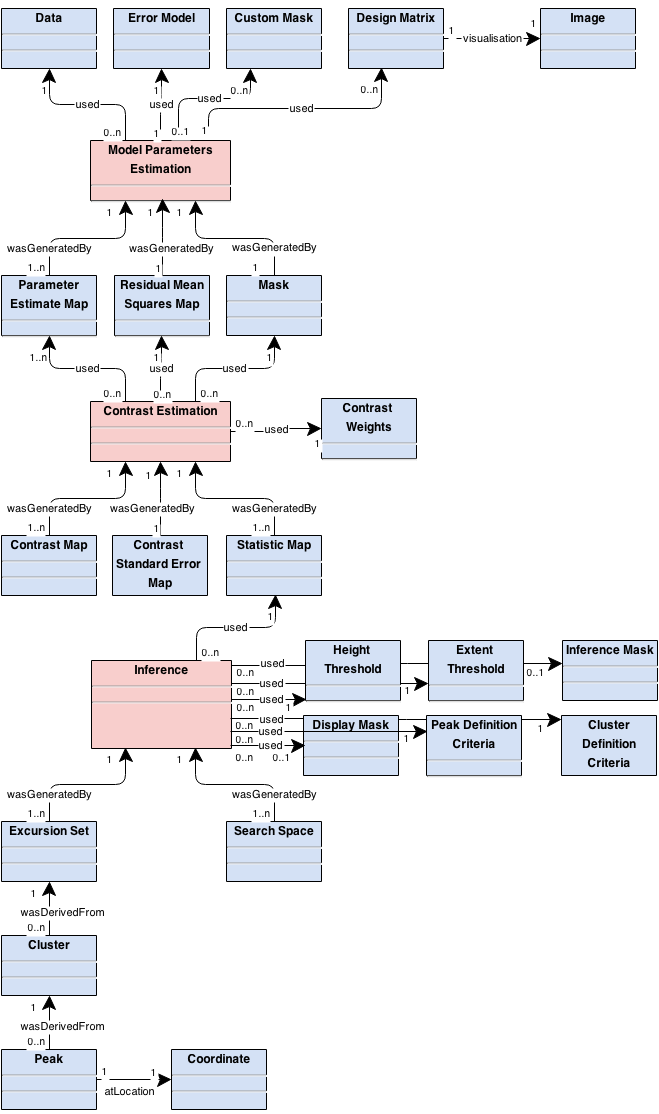 Data
Error Model
Custom Mask
Design Matrix
Image
1
visualisation
1
1
used
0..n
1
used
1
0..n
used
0..1
0..n
used
1
Model Parameters
Estimation
1
wasGeneratedBy
1..n
1
wasGeneratedBy
1
1
wasGeneratedBy
1
Parameter
Estimate Map
Residual Mean
Squares Map
Mask
1..n
used
0..n
1
used
0..n
1
used
0..n
Contrast Estimation
0..n
used
1
Contrast
Weights
1
wasGeneratedBy
1..n
1
wasGeneratedBy
1
1
wasGeneratedBy
1..n
Contrast Map
Contrast
Standard Error
Map
Statistic Map
1
used
0..n
Inference
used
0..n
used
0..n
used
0..n
1
used
0..n
used
0..n
used
0..n
0..1
Height
Threshold
1
Extent
Threshold
0..1
Inference Mask
Display Mask
1
Peak Definition
Criteria
1
Cluster
Definition
Criteria
1
wasGeneratedBy
1..n
1
wasGeneratedBy
1..n
Excursion Set
Search Space
1
wasDerivedFrom
0..n
Cluster
1
wasDerivedFrom
0..n
Peak
1
atLocation
1
Coordinate